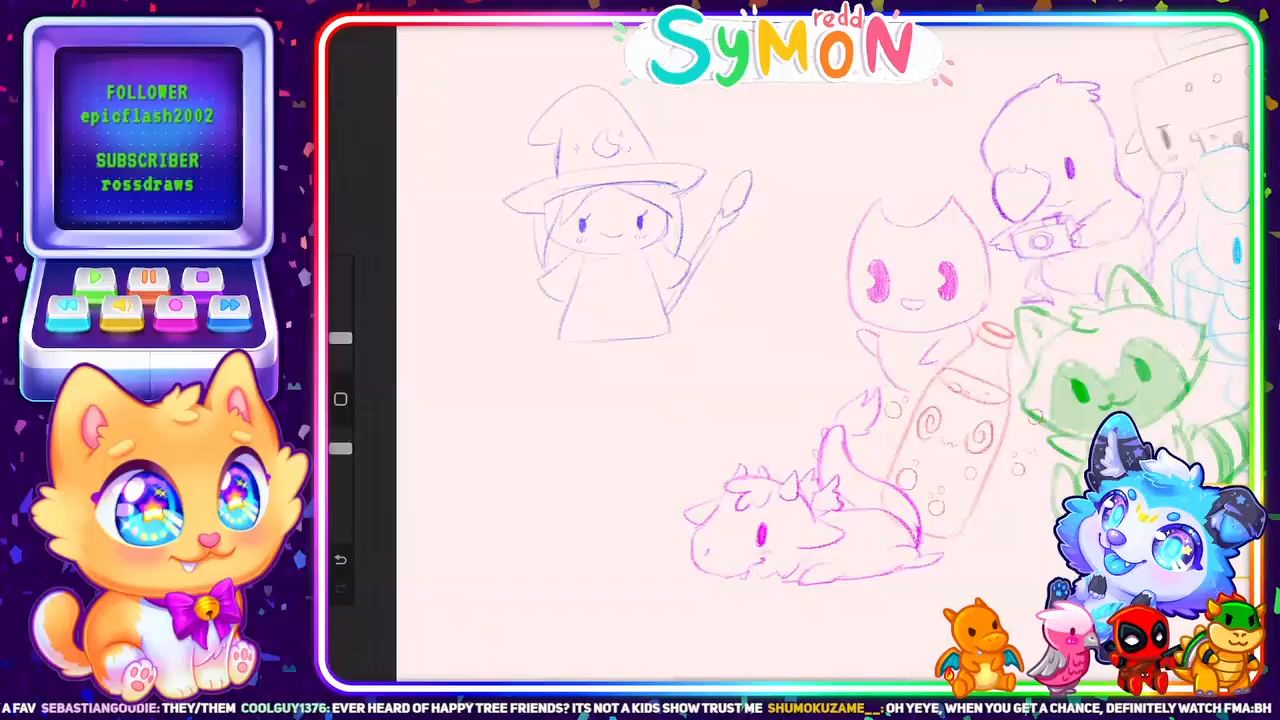 redd
SyMON
FOLLOWER
epicflash2002
SUBSCRIBER
rossdraws
A FAV SEBASTIANGOUDIE: THEY/THEM COOLGUY1376: EVER HEARD OF HAPPY TREE FRIENDS? ITS NOT A KIDS SHOW TRUST ME SHUMOKUZAME__: OH YEYE, WHEN YOU GET A CHANCE, DEFINITELY WATCH FMA:BH